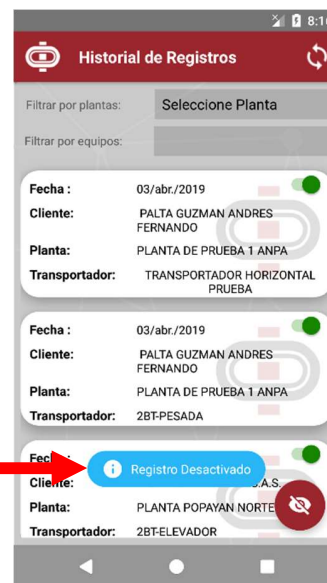 8:1
Historial de Registros
Filtrar por plantas: Seleccione Planta
Filtrar por equipos:
Fecha : 03/abr./2019
Cliente: PALTA GUZMAN ANDRES
FERNANDO
Planta: PLANTA DE PRUEBA 1 ANPA
Transportador: TRANSPORTADOR HORIZONTAL
PRUEBA
Fecha : 03/abr./2019
Cliente: PALTA GUZMAN ANDRES
FERNANDO
Planta: PLANTA DE PRUEBA 1 ANPA
Transportador: 2BT-PESADA
Registro Desactivado
Cliente: S.A.S.
Planta: PLANTA POPAYAN NORTE
Transportador: 2BT-ELEVADOR